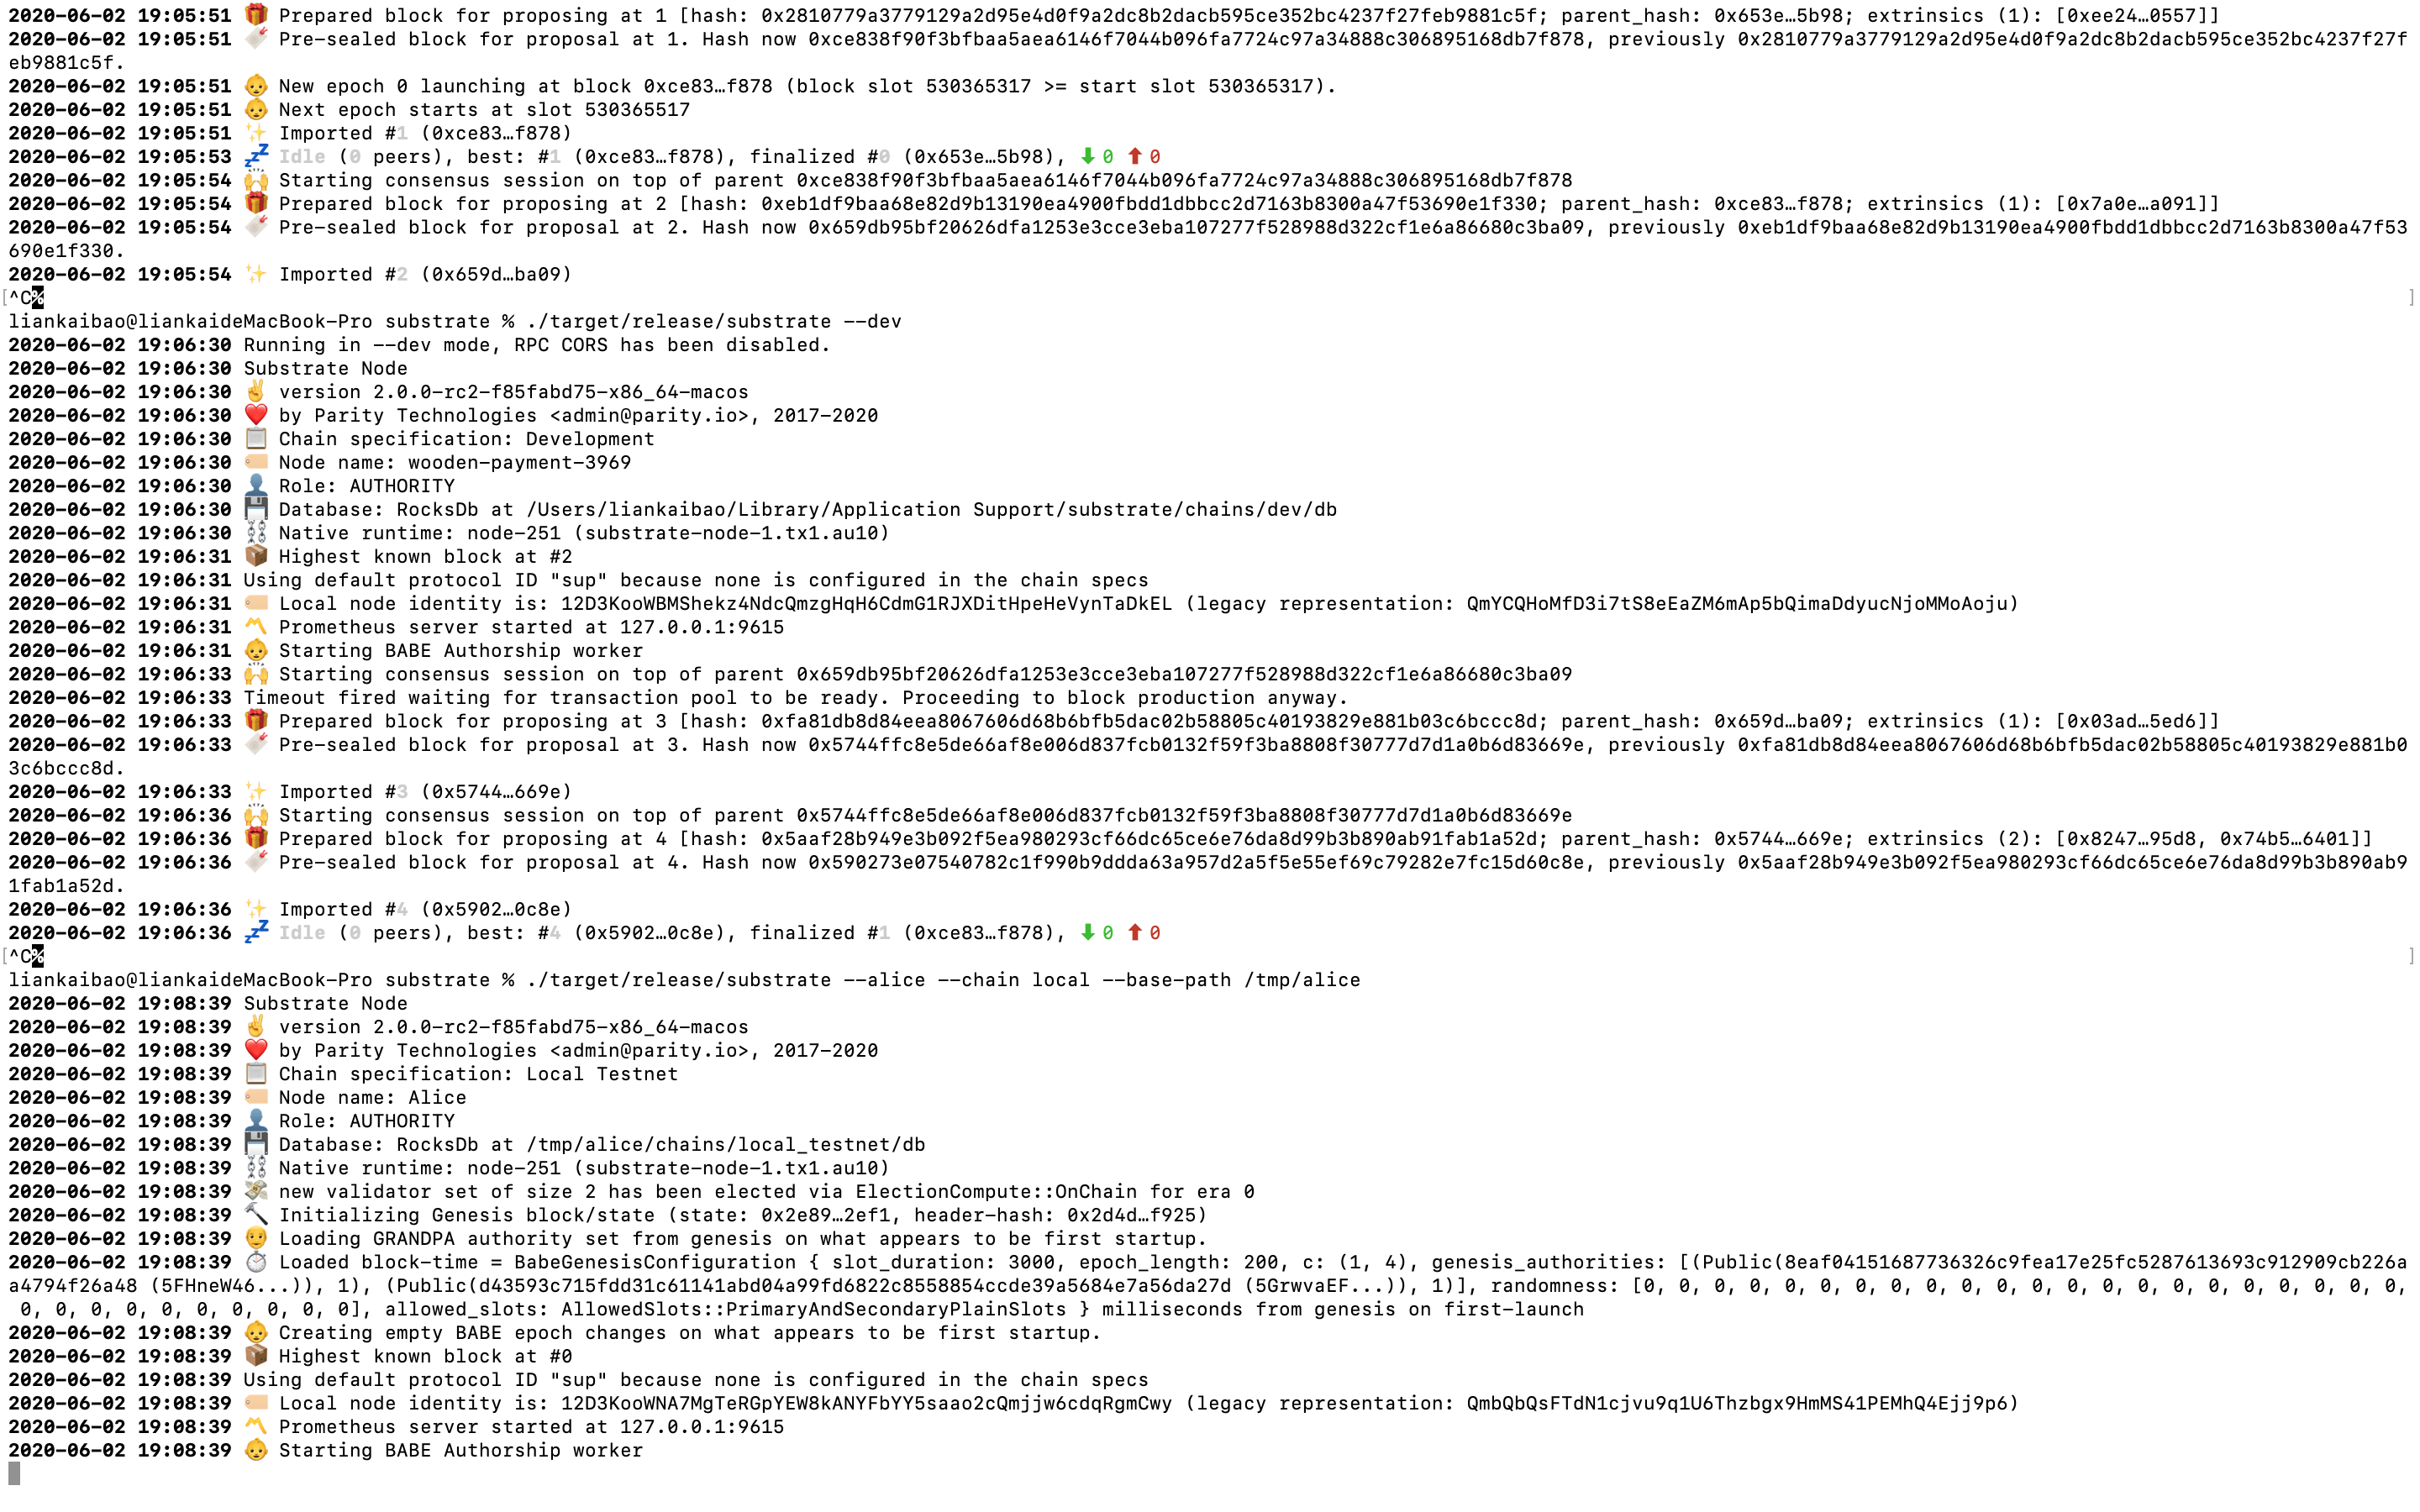 2020-06-02 19:05:51 🎁 Prepared block for proposing at 1 [hash: 0x2810779a3779129a2d95e4d0f9a2dc8b2dacb595ce352bc4237f27feb9881c5f; parent_hash: 0x653e…5b98; extrinsics (1): [0xee24…0557]]
2020-06-02 19:05:51 🔖 Pre-sealed block for proposal at 1. Hash now 0xce838f90f3bfbaa5aea6146f7044b096fa7724c97a34888c306895168db7f878, previously 0x2810779a3779129a2d95e4d0f9a2dc8b2dacb595ce352bc4237f27f
eb9881c5f.
2020-06-02 19:05:51 👶 New epoch 0 launching at block 0xce83…f878 (block slot 530365317 >= start slot 530365317).
2020-06-02 19:05:51 👶 Next epoch starts at slot 530365517
2020-06-02 19:05:51 ✨ Imported #1 (0xce83…f878)
2020-06-02 19:05:53 💤 Idle (0 peers), best: #1 (0xce83…f878), finalized #0 (0x653e…5b98), ⬇ 0 ⬆ 0
2020-06-02 19:05:54 🙌 Starting consensus session on top of parent 0xce838f90f3bfbaa5aea6146f7044b096fa7724c97a34888c306895168db7f878
2020-06-02 19:05:54 🎁 Prepared block for proposing at 2 [hash: 0xeb1df9baa68e82d9b13190ea4900fbdd1dbbcc2d7163b8300a47f53690e1f330; parent_hash: 0xce83…f878; extrinsics (1): [0x7a0e…a091]]
2020-06-02 19:05:54 🔖 Pre-sealed block for proposal at 2. Hash now 0x659db95bf20626dfa1253e3cce3eba107277f528988d322cf1e6a86680c3ba09, previously 0xeb1df9baa68e82d9b13190ea4900fbdd1dbbcc2d7163b8300a47f53
690e1f330.
2020-06-02 19:05:54 ✨ Imported #2 (0x659d…ba09)
[^C% ]
liankaibao@liankaideMacBook-Pro substrate % ./target/release/substrate --dev
2020-06-02 19:06:30 Running in --dev mode, RPC CORS has been disabled.
2020-06-02 19:06:30 Substrate Node
2020-06-02 19:06:30 ✌️ version 2.0.0-rc2-f85fabd75-x86_64-macos
2020-06-02 19:06:30 ❤️ by Parity Technologies <admin@parity.io>, 2017-2020
2020-06-02 19:06:30 📋 Chain specification: Development
2020-06-02 19:06:30 🏷 Node name: wooden-payment-3969
2020-06-02 19:06:30 👤 Role: AUTHORITY
2020-06-02 19:06:30 💾 Database: RocksDb at /Users/liankaibao/Library/Application Support/substrate/chains/dev/db
2020-06-02 19:06:30 ⛓ Native runtime: node-251 (substrate-node-1.tx1.au10)
2020-06-02 19:06:31 📦 Highest known block at #2
2020-06-02 19:06:31 Using default protocol ID "sup" because none is configured in the chain specs
2020-06-02 19:06:31 🏷 Local node identity is: 12D3KooWBMShekz4NdcQmzgHqH6CdmG1RJXDitHpeHeVynTaDkEL (legacy representation: QmYCQHoMfD3i7tS8eEaZM6mAp5bQimaDdyucNjoMMoAoju)
2020-06-02 19:06:31 〽️ Prometheus server started at 127.0.0.1:9615
2020-06-02 19:06:31 👶 Starting BABE Authorship worker
2020-06-02 19:06:33 🙌 Starting consensus session on top of parent 0x659db95bf20626dfa1253e3cce3eba107277f528988d322cf1e6a86680c3ba09
2020-06-02 19:06:33 Timeout fired waiting for transaction pool to be ready. Proceeding to block production anyway.
2020-06-02 19:06:33 🎁 Prepared block for proposing at 3 [hash: 0xfa81db8d84eea8067606d68b6bfb5dac02b58805c40193829e881b03c6bccc8d; parent_hash: 0x659d…ba09; extrinsics (1): [0x03ad…5ed6]]
2020-06-02 19:06:33 🔖 Pre-sealed block for proposal at 3. Hash now 0x5744ffc8e5de66af8e006d837fcb0132f59f3ba8808f30777d7d1a0b6d83669e, previously 0xfa81db8d84eea8067606d68b6bfb5dac02b58805c40193829e881b0
3c6bccc8d.
2020-06-02 19:06:33 ✨ Imported #3 (0x5744…669e)
2020-06-02 19:06:36 🙌 Starting consensus session on top of parent 0x5744ffc8e5de66af8e006d837fcb0132f59f3ba8808f30777d7d1a0b6d83669e
2020-06-02 19:06:36 🎁 Prepared block for proposing at 4 [hash: 0x5aaf28b949e3b092f5ea980293cf66dc65ce6e76da8d99b3b890ab91fab1a52d; parent_hash: 0x5744…669e; extrinsics (2): [0x8247…95d8, 0x74b5…6401]]
2020-06-02 19:06:36 🔖 Pre-sealed block for proposal at 4. Hash now 0x590273e07540782c1f990b9ddda63a957d2a5f5e55ef69c79282e7fc15d60c8e, previously 0x5aaf28b949e3b092f5ea980293cf66dc65ce6e76da8d99b3b890ab9
1fab1a52d.
2020-06-02 19:06:36 ✨ Imported #4 (0x5902…0c8e)
2020-06-02 19:06:36 💤 Idle (0 peers), best: #4 (0x5902…0c8e), finalized #1 (0xce83…f878), ⬇ 0 ⬆ 0
[^C% ]
liankaibao@liankaideMacBook-Pro substrate % ./target/release/substrate --alice --chain local --base-path /tmp/alice
2020-06-02 19:08:39 Substrate Node
2020-06-02 19:08:39 ✌️ version 2.0.0-rc2-f85fabd75-x86_64-macos
2020-06-02 19:08:39 ❤️ by Parity Technologies <admin@parity.io>, 2017-2020
2020-06-02 19:08:39 📋 Chain specification: Local Testnet
2020-06-02 19:08:39 🏷 Node name: Alice
2020-06-02 19:08:39 👤 Role: AUTHORITY
2020-06-02 19:08:39 💾 Database: RocksDb at /tmp/alice/chains/local_testnet/db
2020-06-02 19:08:39 ⛓ Native runtime: node-251 (substrate-node-1.tx1.au10)
2020-06-02 19:08:39 💸 new validator set of size 2 has been elected via ElectionCompute::OnChain for era 0
2020-06-02 19:08:39 🔨 Initializing Genesis block/state (state: 0x2e89…2ef1, header-hash: 0x2d4d…f925)
2020-06-02 19:08:39 👴 Loading GRANDPA authority set from genesis on what appears to be first startup.
2020-06-02 19:08:39 ⏱ Loaded block-time = BabeGenesisConfiguration { slot_duration: 3000, epoch_length: 200, c: (1, 4), genesis_authorities: [(Public(8eaf04151687736326c9fea17e25fc5287613693c912909cb226a
a4794f26a48 (5FHneW46...)), 1), (Public(d43593c715fdd31c61141abd04a99fd6822c8558854ccde39a5684e7a56da27d (5GrwvaEF...)), 1)], randomness: [0, 0, 0, 0, 0, 0, 0, 0, 0, 0, 0, 0, 0, 0, 0, 0, 0, 0, 0, 0, 0, 0,
0, 0, 0, 0, 0, 0, 0, 0, 0, 0], allowed_slots: AllowedSlots::PrimaryAndSecondaryPlainSlots } milliseconds from genesis on first-launch
2020-06-02 19:08:39 👶 Creating empty BABE epoch changes on what appears to be first startup.
2020-06-02 19:08:39 📦 Highest known block at #0
2020-06-02 19:08:39 Using default protocol ID "sup" because none is configured in the chain specs
2020-06-02 19:08:39 🏷 Local node identity is: 12D3KooWNA7MgTeRGpYEW8kANYFbYY5saao2cQmjjw6cdqRgmCwy (legacy representation: QmbQbQsFTdN1cjvu9q1U6Thzbgx9HmMS41PEMhQ4Ejj9p6)
2020-06-02 19:08:39 〽️ Prometheus server started at 127.0.0.1:9615
2020-06-02 19:08:39 👶 Starting BABE Authorship worker